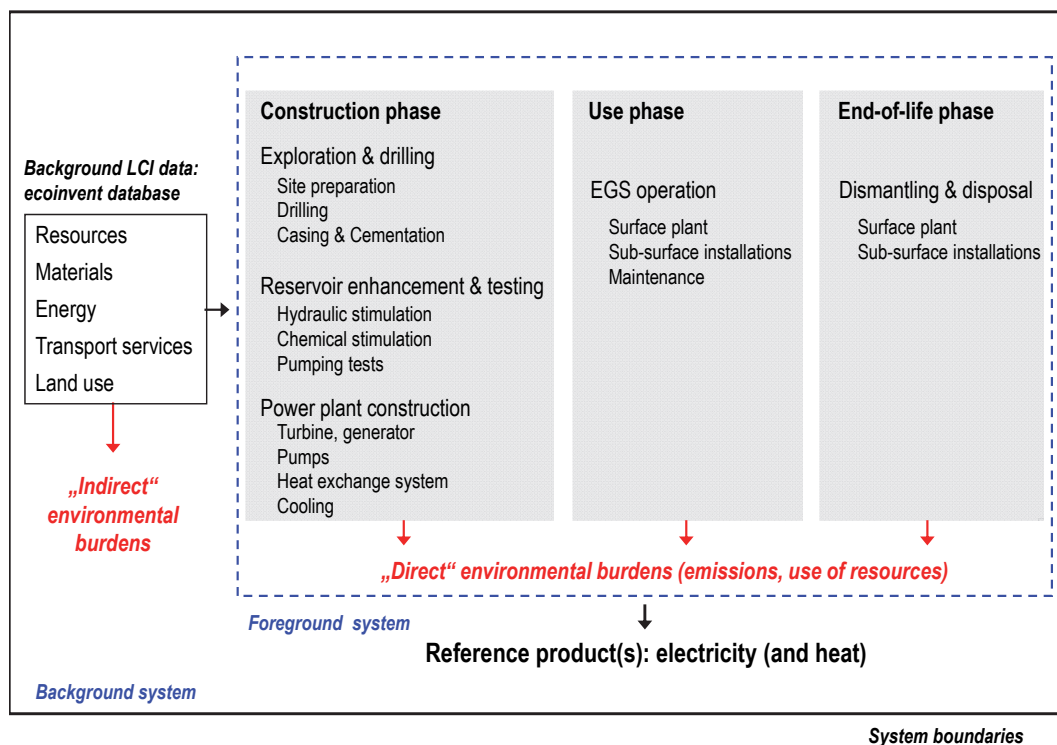 Background LCI data:
ecoinvent database
Resources
Materials
Energy
Transport services
Land use
„Indirect“
environmental
burdens
Construction phase
Exploration & drilling
Site preparation
Drilling
Casing & Cementation
Reservoir enhancement & testing
Hydraulic stimulation
Chemical stimulation
Pumping tests
Power plant construction
Turbine, generator
Pumps
Heat exchange system
Cooling
Use phase
EGS operation
Surface plant
Sub-surface installations
Maintenance
End-of-life phase
Dismantling & disposal
Surface plant
Sub-surface installations
„Direct“ environmental burdens (emissions, use of resources)
Foreground system
Reference product(s): electricity (and heat)
Background system
System boundaries